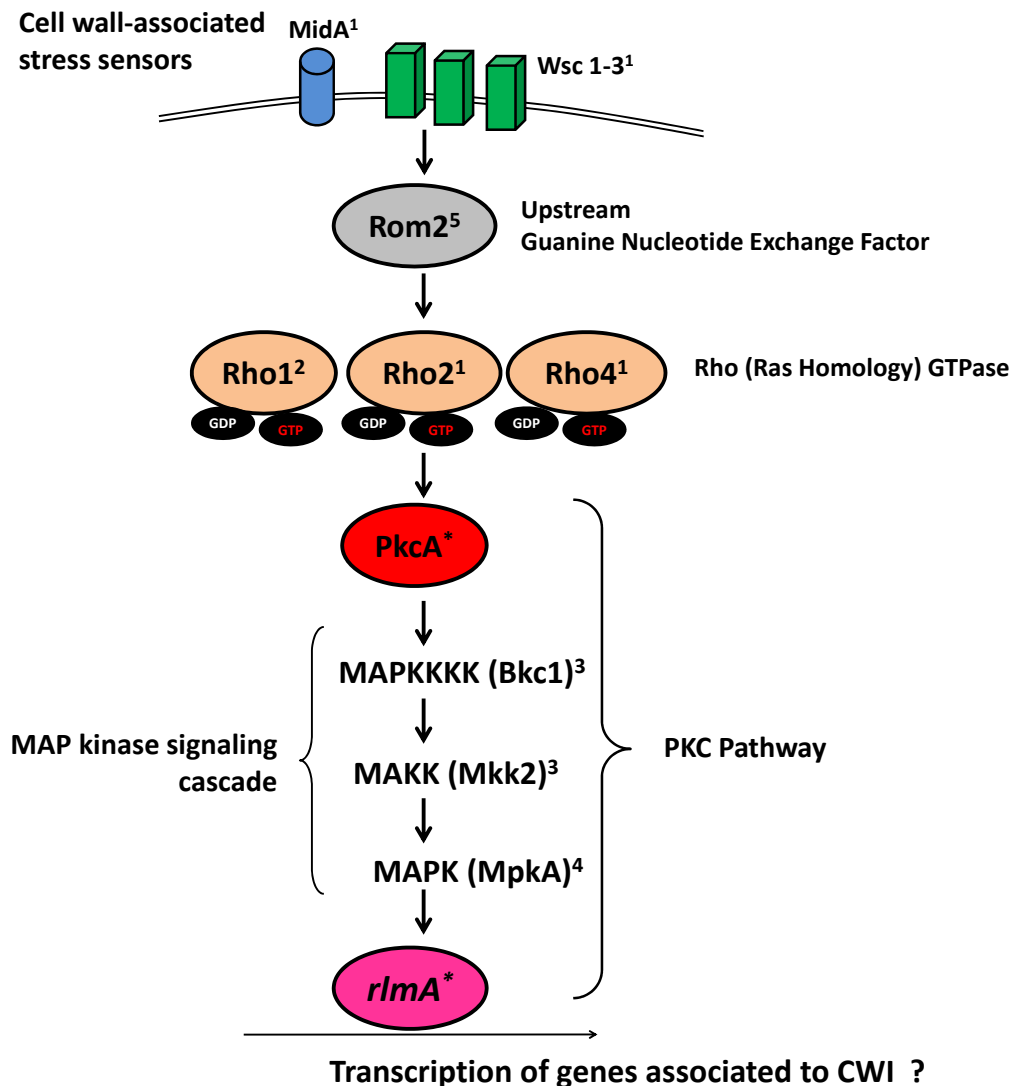 Cell wall-associated
stress sensors
MidA¹
Wsc 1-3¹
Rom2⁵
Upstream
Guanine Nucleotide Exchange Factor
Rho1²
Rho2¹
Rho4¹
Rho (Ras Homology) GTPase
GDP
GTP
GDP
GTP
GDP
GTP
PkcA*
MAPKKKK (Bkc1)³
MAP kinase signaling
cascade
MAKK (Mkk2)³
PKC Pathway
MAPK (MpkA)⁴
rlmA*
Transcription of genes associated to CWI ?